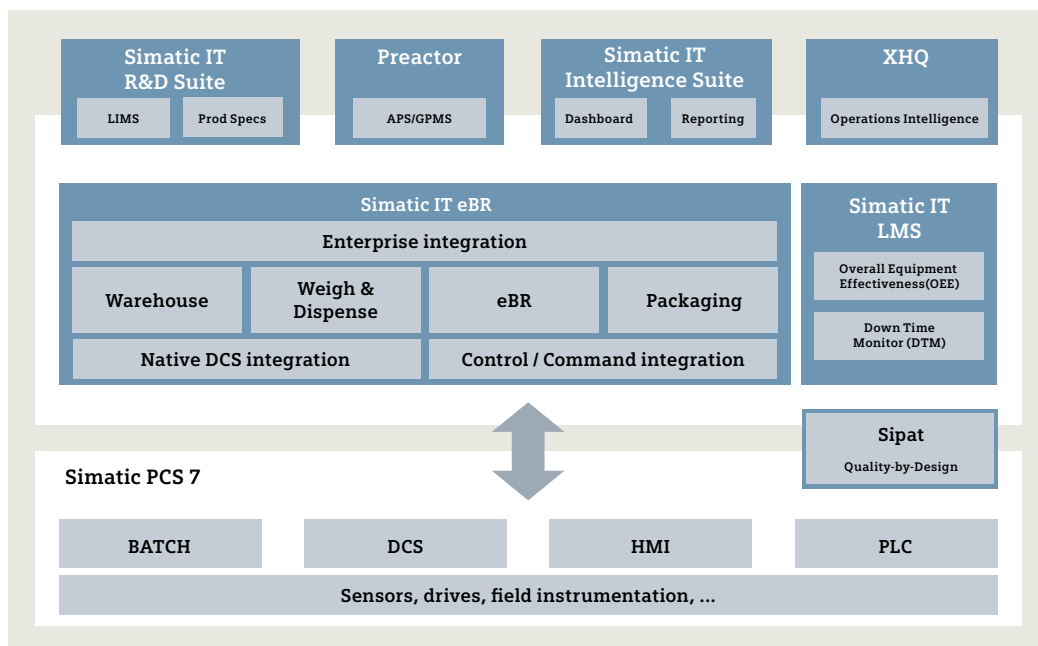 Simatic IT
R&D Suite
LIMS
Prod Specs
Preactor
APS/GPMS
Simatic IT
Intelligence Suite
Dashboard
Reporting
XHQ
Operations Intelligence
Simatic IT eBR
Enterprise integration
Warehouse
Weigh &
Dispense
eBR
Packaging
Native DCS integration
Control / Command integration
Simatic IT
LMS
Overall Equipment
Effectiveness(OEE)
Down Time
Monitor (DTM)
Sipat
Quality-by-Design
Simatic PCS 7
BATCH
DCS
HMI
PLC
Sensors, drives, field instrumentation, ...